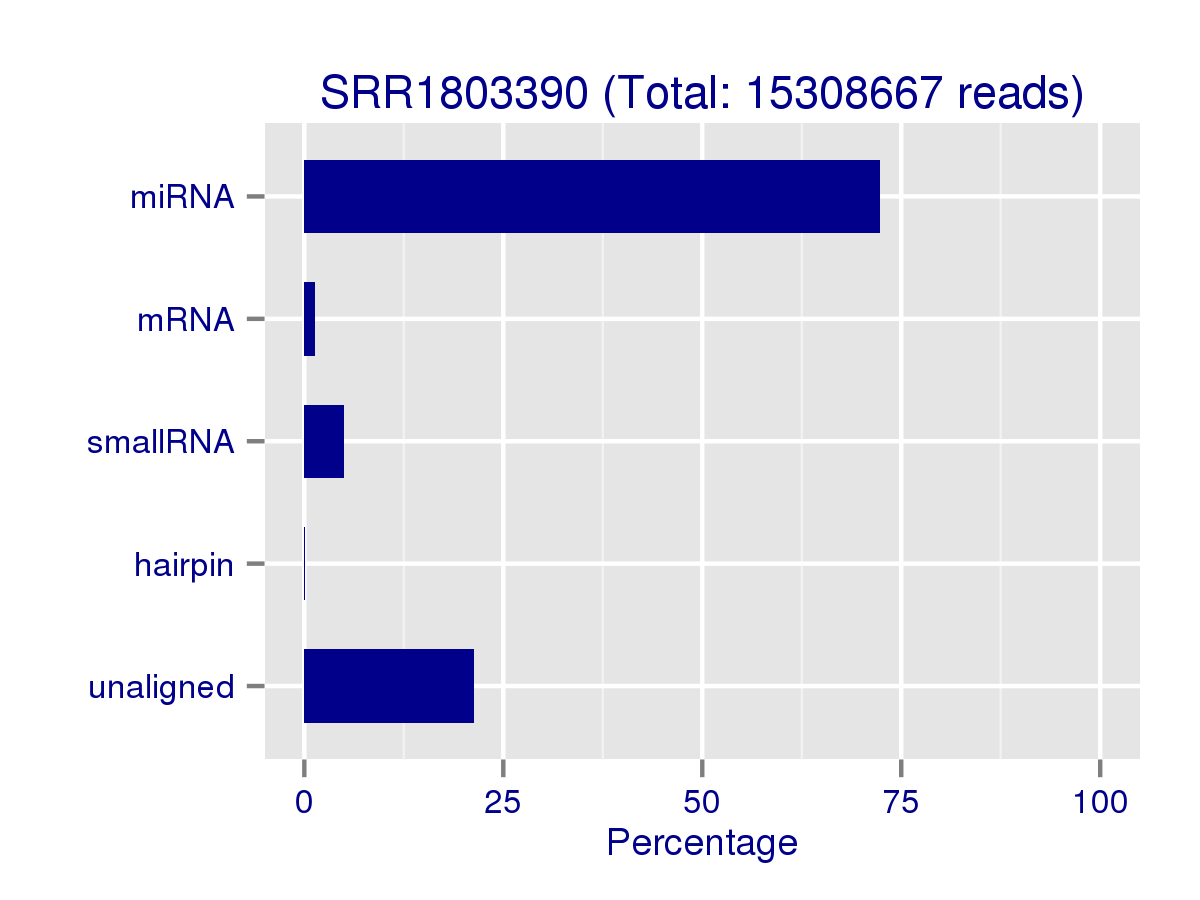 SRR1803390 (Total: 15308667 reads)
miRNA
mRNA
smallRNA
hairpin
unaligned
0 25 50 75 100
Percentage